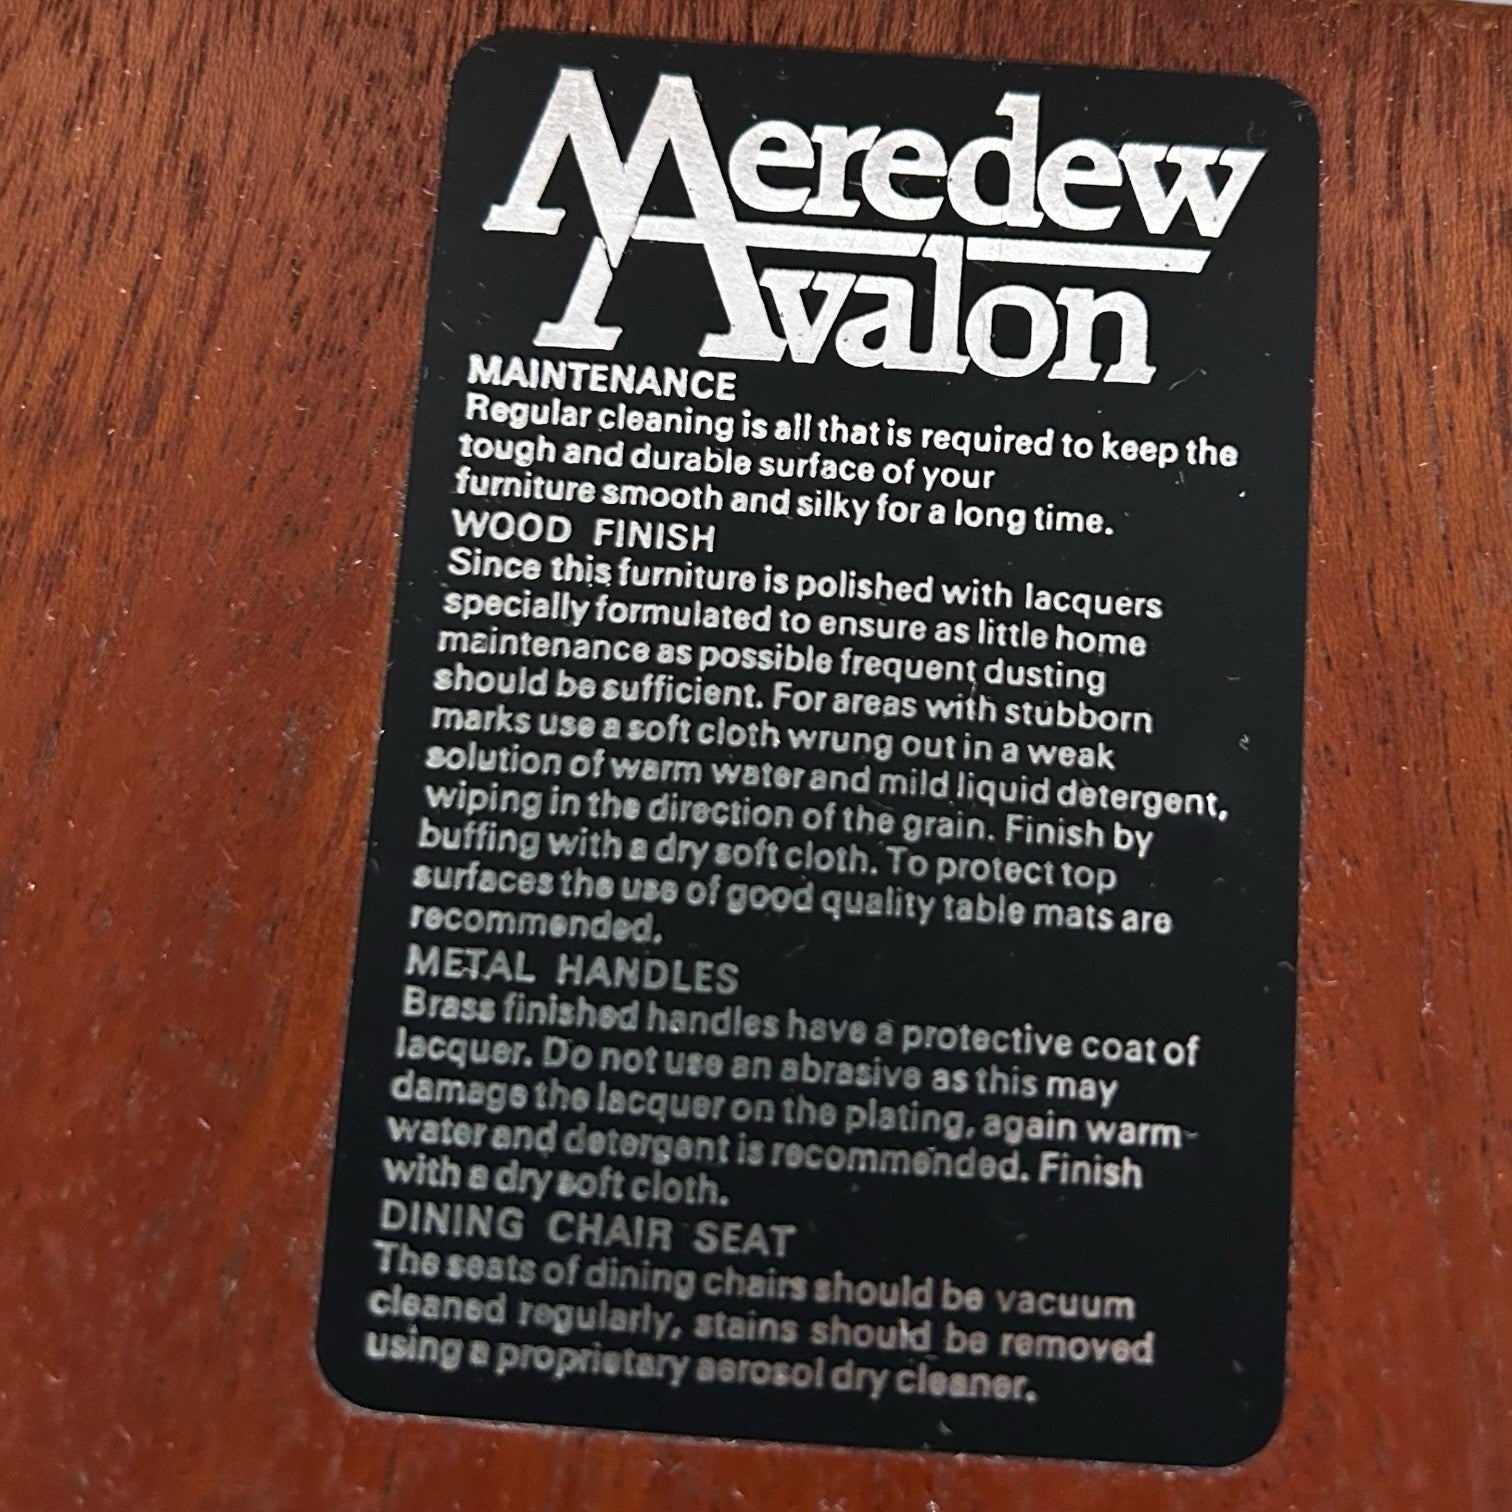 Meredew
Avalon
MAINTENANCE
Regular cleaning is all that is required to keep the
tough and durable surface of your
furniture smooth and silky for a long time.
WOOD FINISH
Since this furniture is polished with lacquers
specially formulated to ensure as little home
maintenance as possible frequent dusting
should be sufficient. For areas with stubborn
marks use a soft cloth wrung out in a weak
solution of warm water and mild liquid detergent,
wiping in the direction of the grain. Finish by
buffing with a dry soft cloth. To protect top
surfaces the use of good quality table mats are
recommended.
METAL HANDLES
Brass finished handles have a protective coat of
lacquer. Do not use an abrasive as this may
damage the lacquer on the plating, again warm
water and detergent is recommended. Finish
with a dry soft cloth.
DINING CHAIR SEAT
The seats of dining chairs should be vacuum
cleaned regularly, stains should be removed
using a proprietary aerosol dry cleaner.